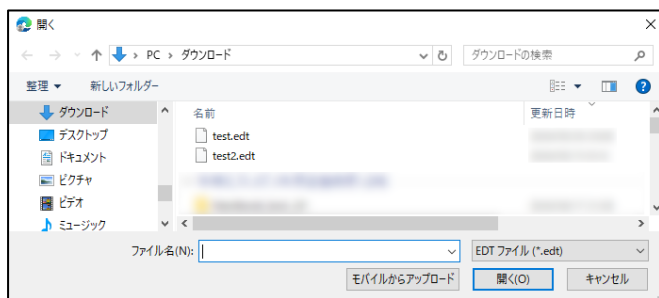 開く
PC › ダウンロード
ダウンロードの検索
整理 新しいフォルダー
ダウンロード
デスクトップ
ドキュメント
ピクチャ
ビデオ
ミュージック
名前 更新日時
test.edt
test2.edt
ファイル名(N): EDT ファイル (*.edt)
モバイルからアップロード 開く(O) キャンセル